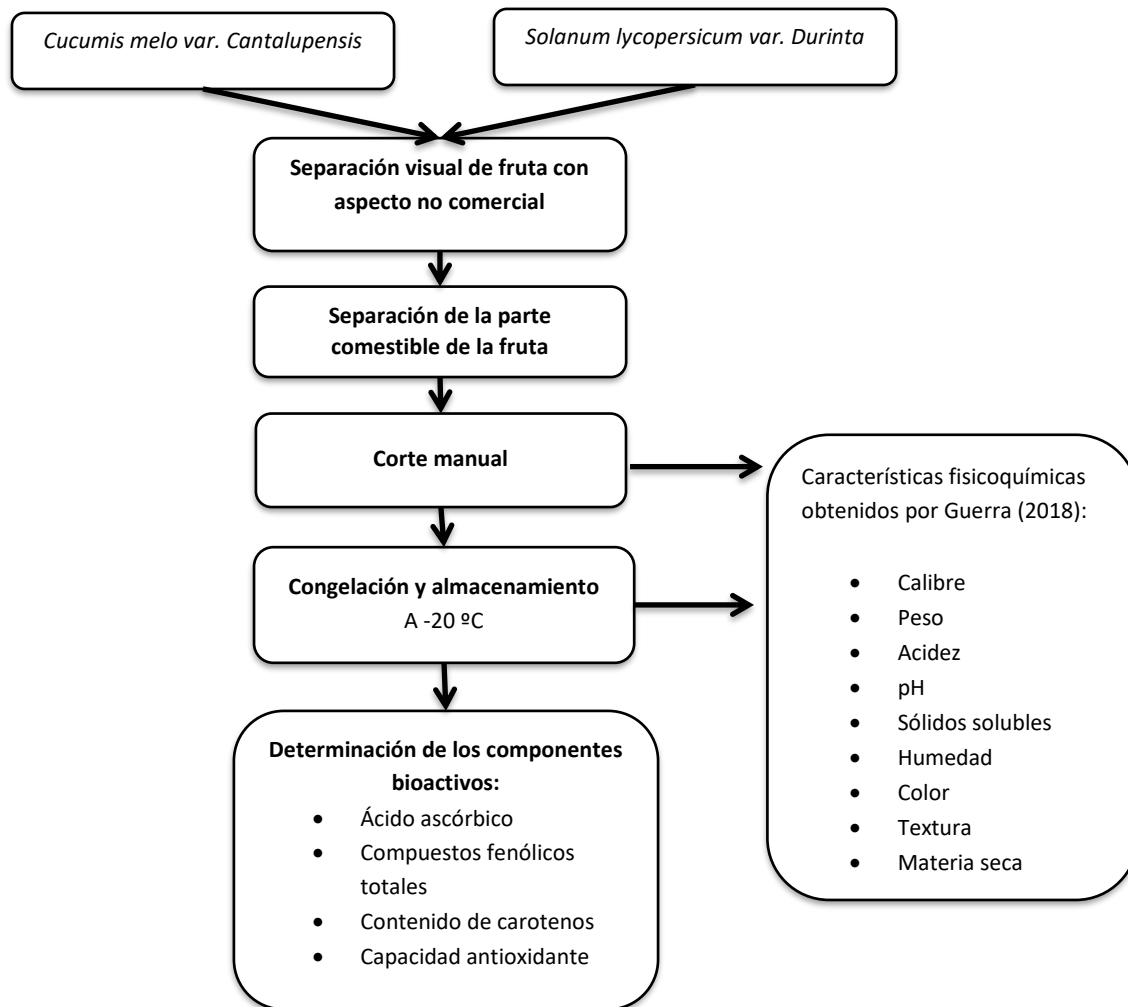 Cucumis melo var. Cantalupensis
Solanum lycopersicum var. Durinta
Separación visual de fruta con
aspecto no comercial
Separación de la parte
comestible de la fruta
Corte manual
Congelación y almacenamiento
A -20 ºC
Determinación de los componentes
bioactivos:
• Ácido ascórbico
• Compuestos fenólicos
totales
• Contenido de carotenos
• Capacidad antioxidante
Características fisicoquímicas
obtenidos por Guerra (2018):
• Calibre
• Peso
• Acidez
• pH
• Sólidos solubles
• Humedad
• Color
• Textura
• Materia seca